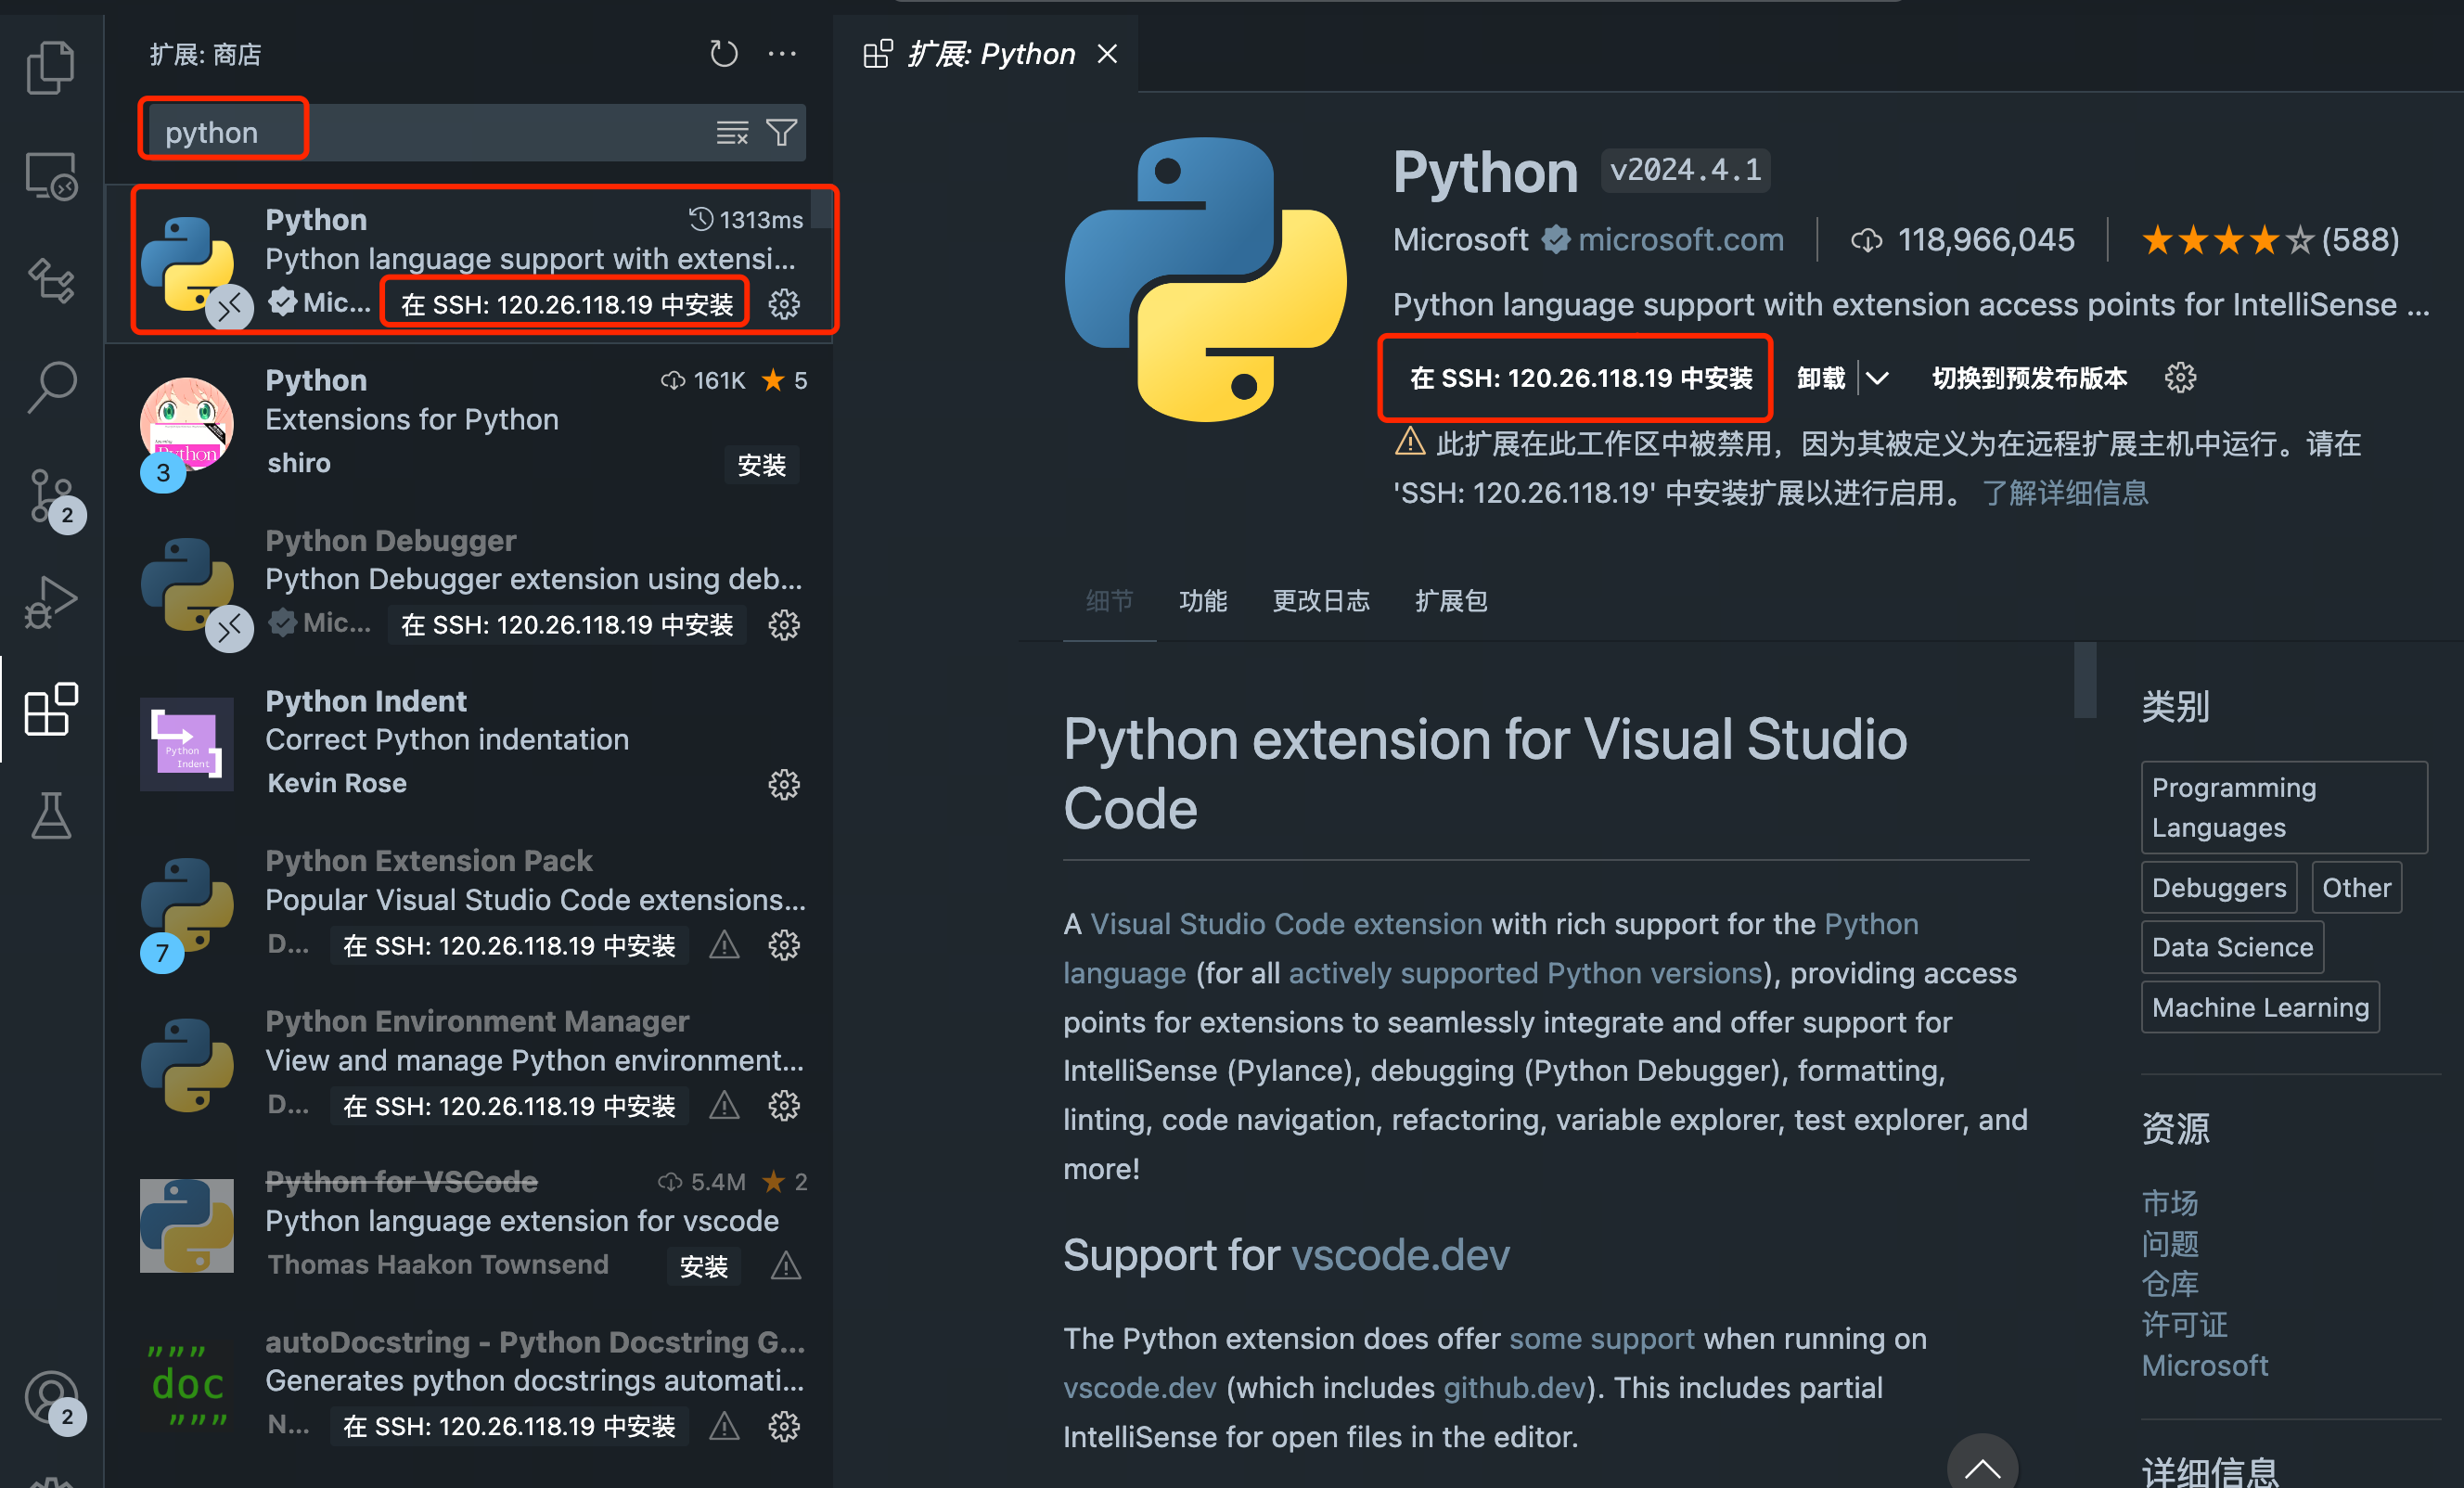 扩展: 商店
python
Python
1313ms
Python language support with extensi...
Mic...
在 SSH: 120.26.118.19 中安装
Python
161K
5
Extensions for Python
shiro
安装
3
Python Debugger
Python Debugger extension using deb...
Mic...
在 SSH: 120.26.118.19 中安装
Python Indent
Correct Python indentation
Kevin Rose
Python
Indent
Python Extension Pack
Popular Visual Studio Code extensions...
D...
在 SSH: 120.26.118.19 中安装
7
Python Environment Manager
View and manage Python environment...
D...
在 SSH: 120.26.118.19 中安装
Python for VSCode
5.4M
2
Python language extension for vscode
Thomas Haakon Townsend
安装
autoDocstring - Python Docstring G...
Generates python docstrings automati...
N...
在 SSH: 120.26.118.19 中安装
"""
doc
"""
2
2
扩展: Python
Python
v2024.4.1
Microsoft
microsoft.com
118,966,045
(588)
Python language support with extension access points for IntelliSense ...
在 SSH: 120.26.118.19 中安装
卸载
切换到预发布版本
此扩展在此工作区中被禁用，因为其被定义为在远程扩展主机中运行。请在
'SSH: 120.26.118.19' 中安装扩展以进行启用。 了解详细信息
细节
功能
更改日志
扩展包
Python extension for Visual Studio
Code
A Visual Studio Code extension with rich support for the Python
language (for all actively supported Python versions), providing access
points for extensions to seamlessly integrate and offer support for
IntelliSense (Pylance), debugging (Python Debugger), formatting,
linting, code navigation, refactoring, variable explorer, test explorer, and
more!
Support for vscode.dev
The Python extension does offer some support when running on
vscode.dev (which includes github.dev). This includes partial
IntelliSense for open files in the editor.
类别
Programming
Languages
Debuggers
Other
Data Science
Machine Learning
资源
市场
问题
仓库
许可证
Microsoft
详细信息